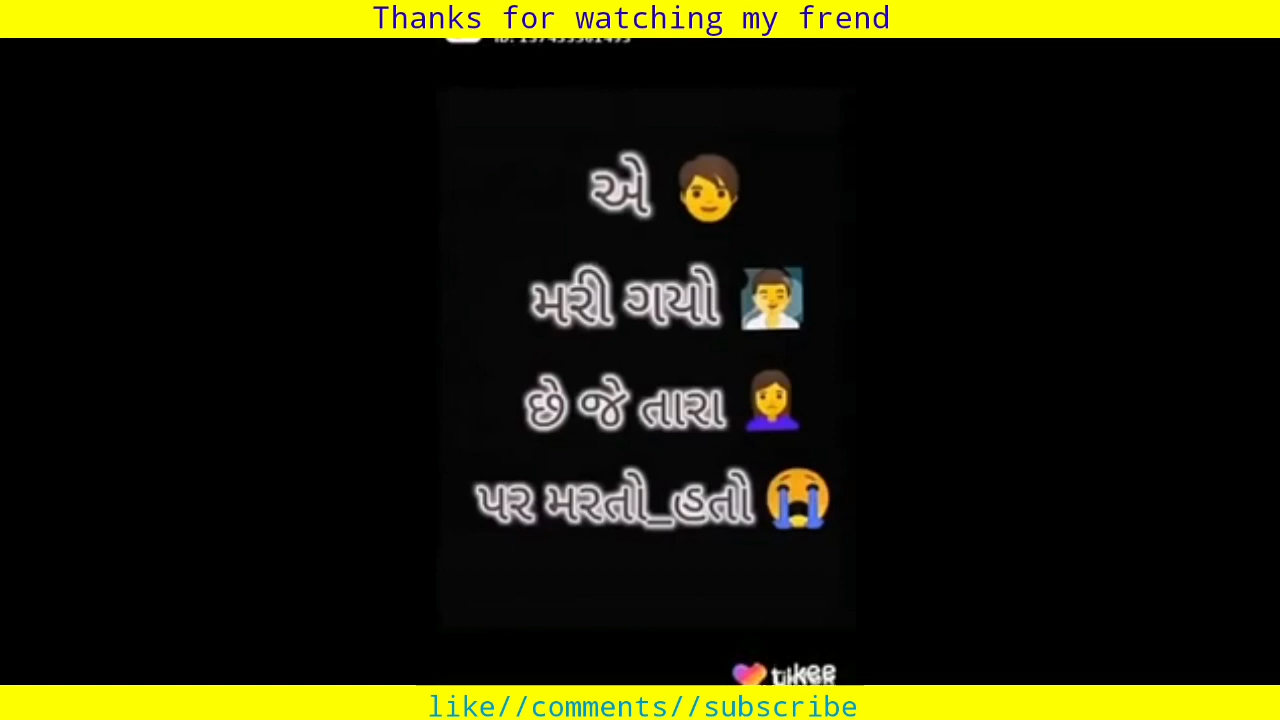 Thanks for watching my frend
એ
મરી ગયો
છે જે તારા
પર મરતો_હતો
Likee
like//comments//subscribe